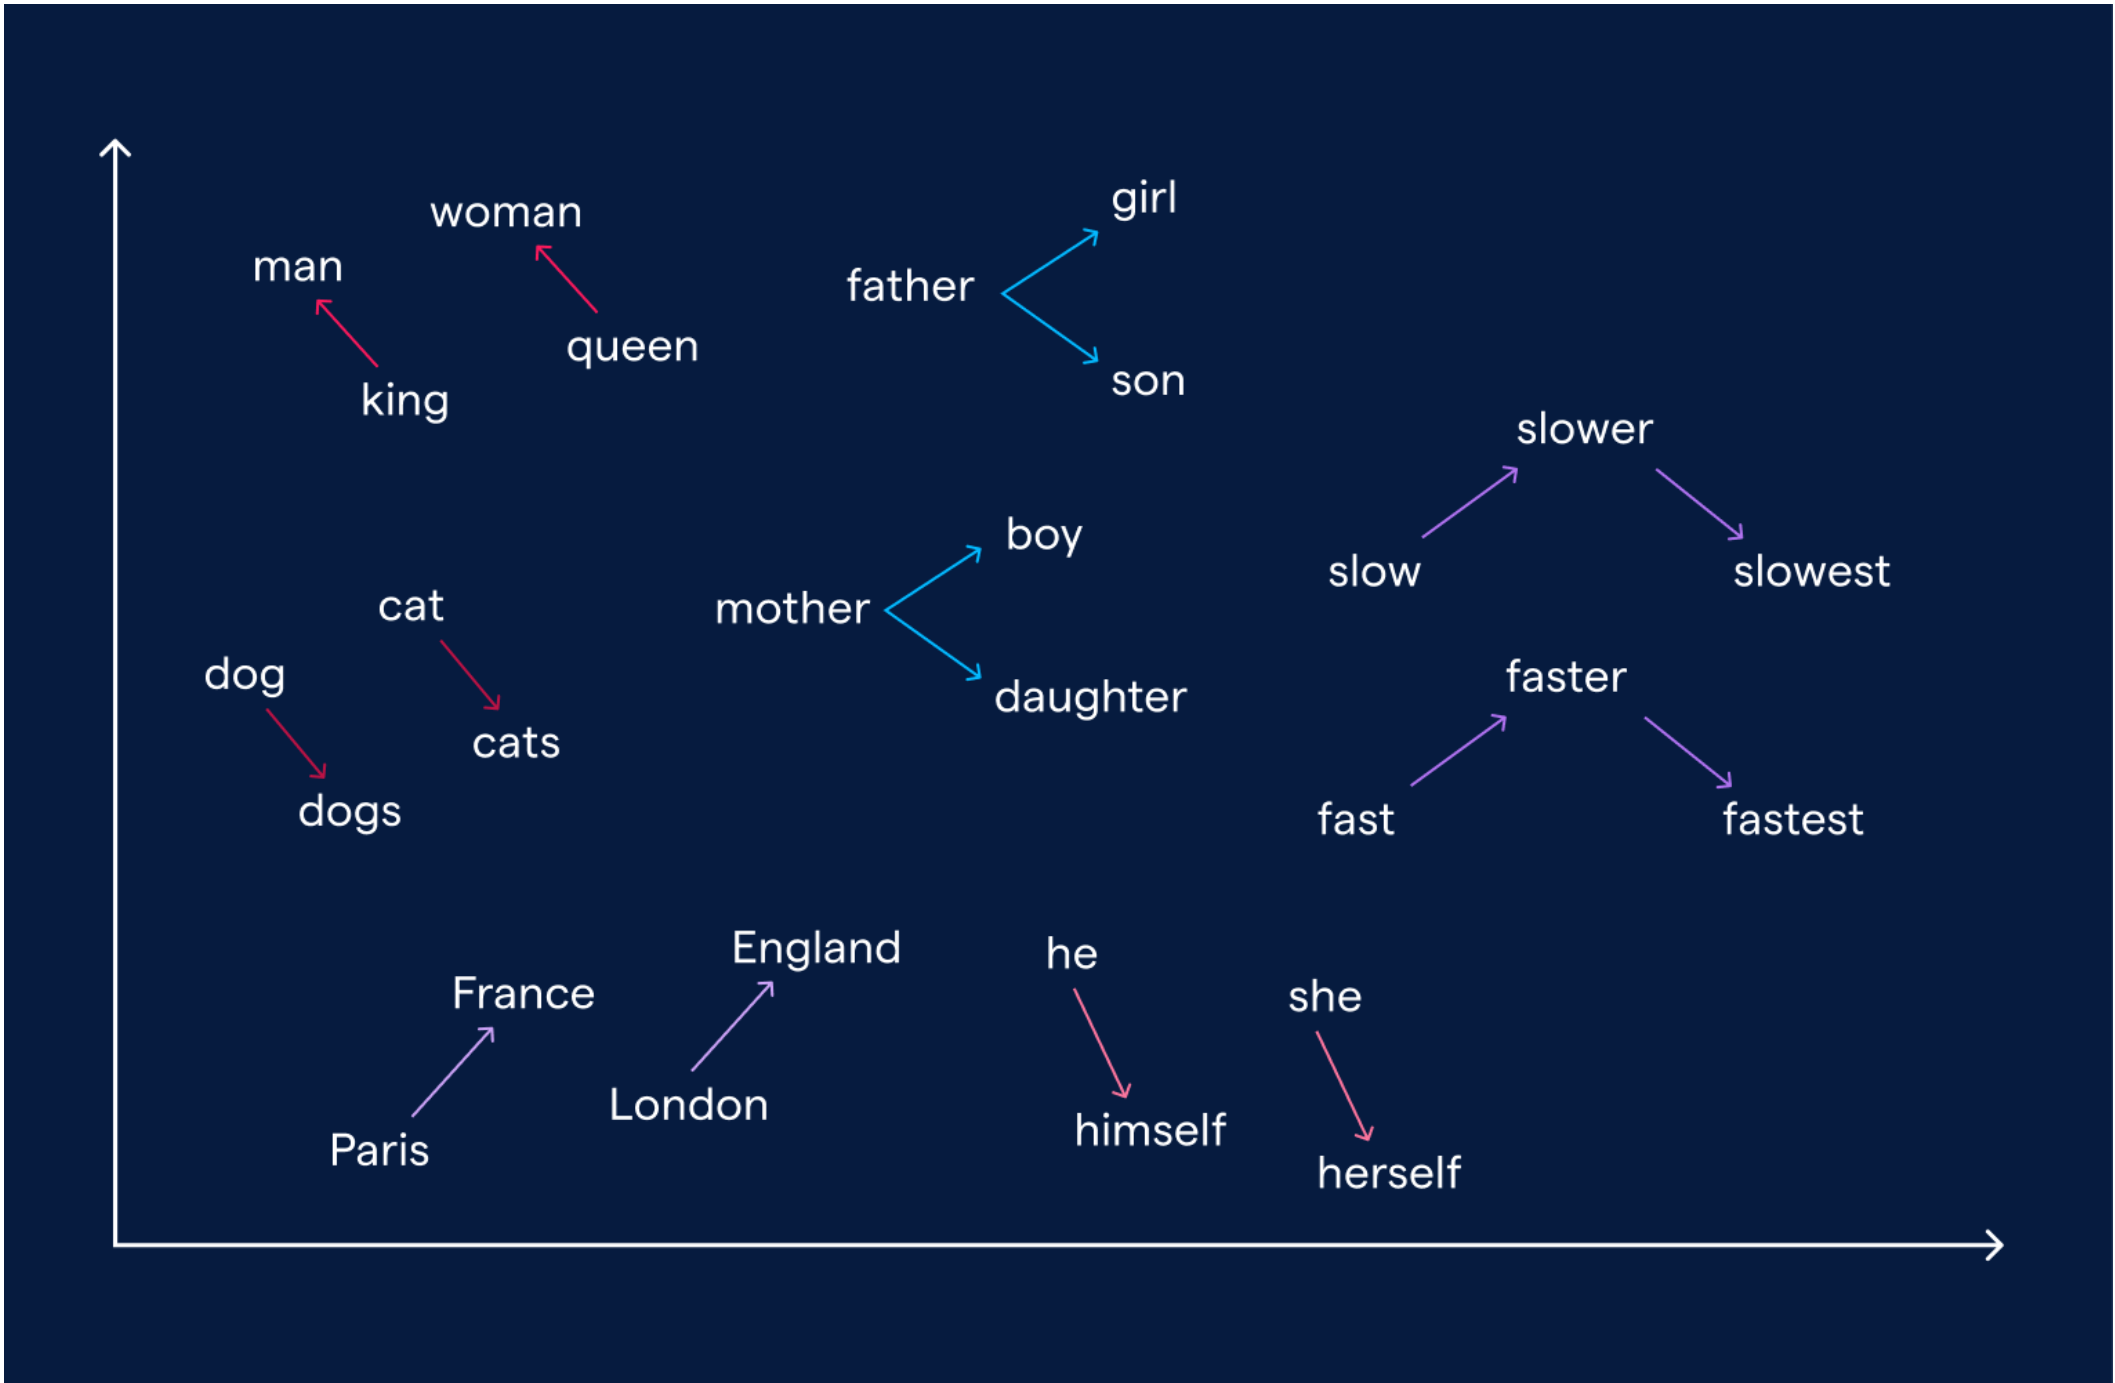 man
woman
king
queen
father
girl
son
slower
slow
slowest
mother
boy
daughter
cat
cats
dog
dogs
faster
fast
fastest
France
Paris
England
London
he
himself
she
herself